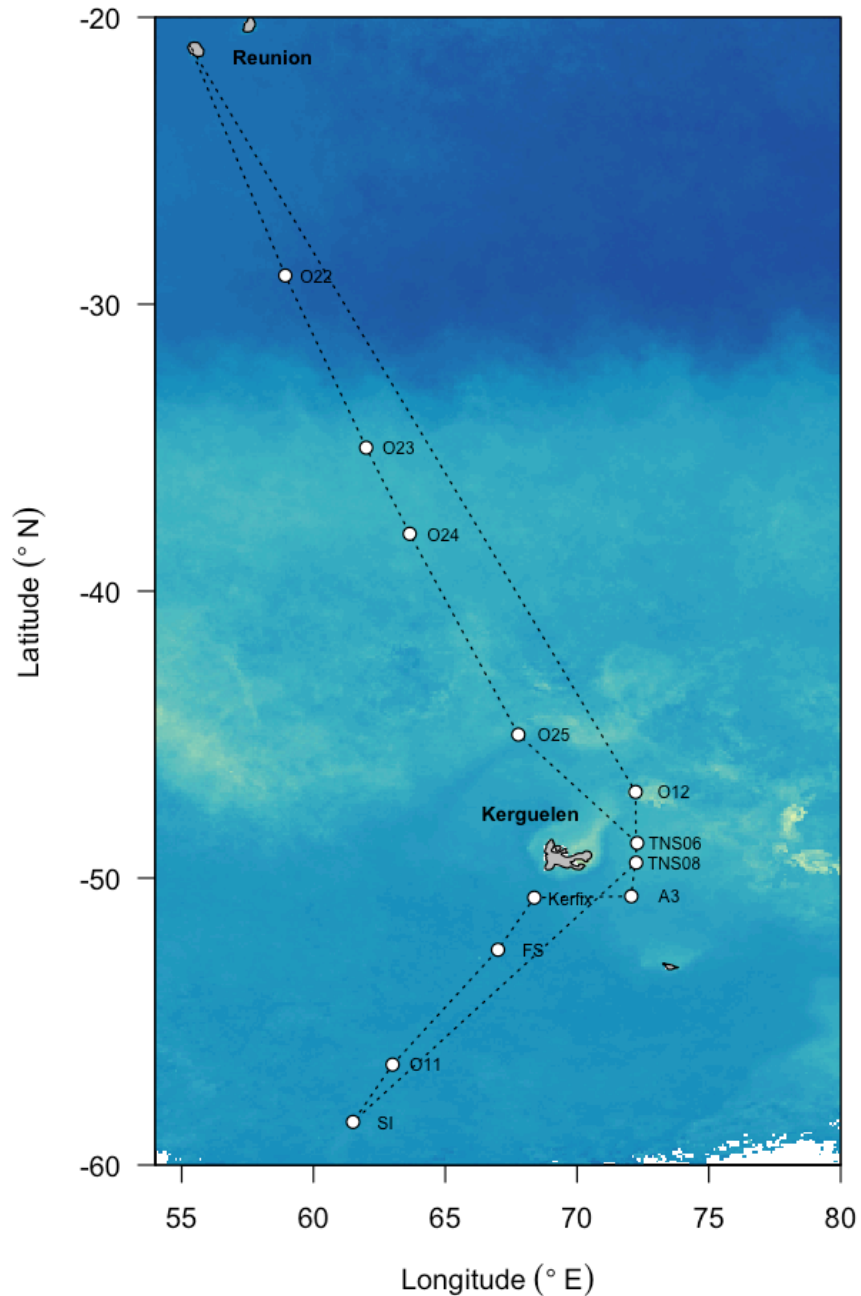 -20
Reunion
O22
-30
O23
O24
-40
O25
O12
Kerguelen
TNS06
TNS08
-50
Kerfix
A3
FS
O11
SI
-60
55 60 65 70 75 80
Longitude (° E)
Latitude (° N)